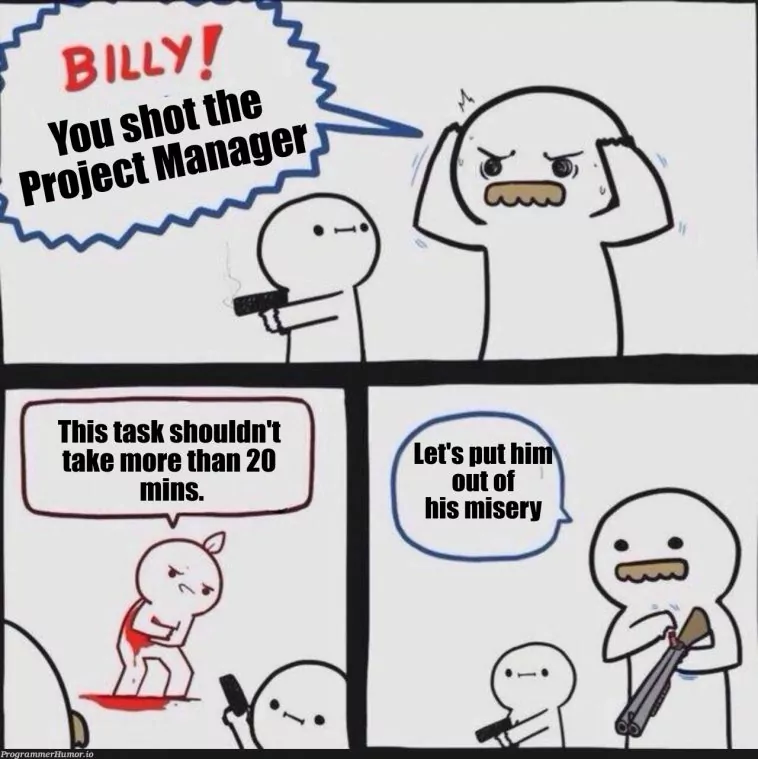 BILLY!
You shot the
Project Manager
This task shouldn't
take more than 20
mins.
Let's put him
out of
his misery
ProgrammerHumor.io